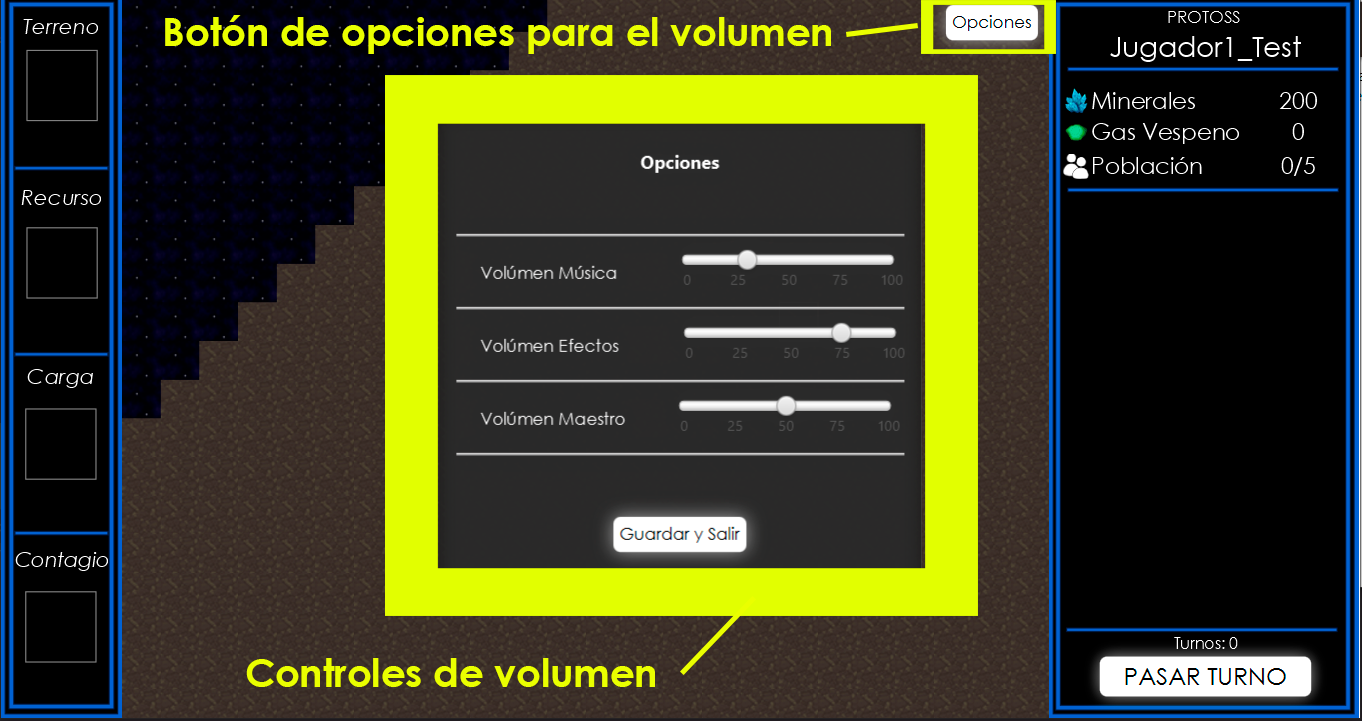 Terreno
Recurso
Carga
Contagio
Botón de opciones para el volumen
Opciones
Opciones
Volúmen Música
0 25 50 75 100
Volúmen Efectos
0 25 50 75 100
Volúmen Maestro
0 25 50 75 100
Guardar y Salir
Controles de volumen
PROTOSS
Jugador1_Test
Minerales 200
Gas Vespeno 0
Población 0/5
Turnos: 0
PASAR TURNO